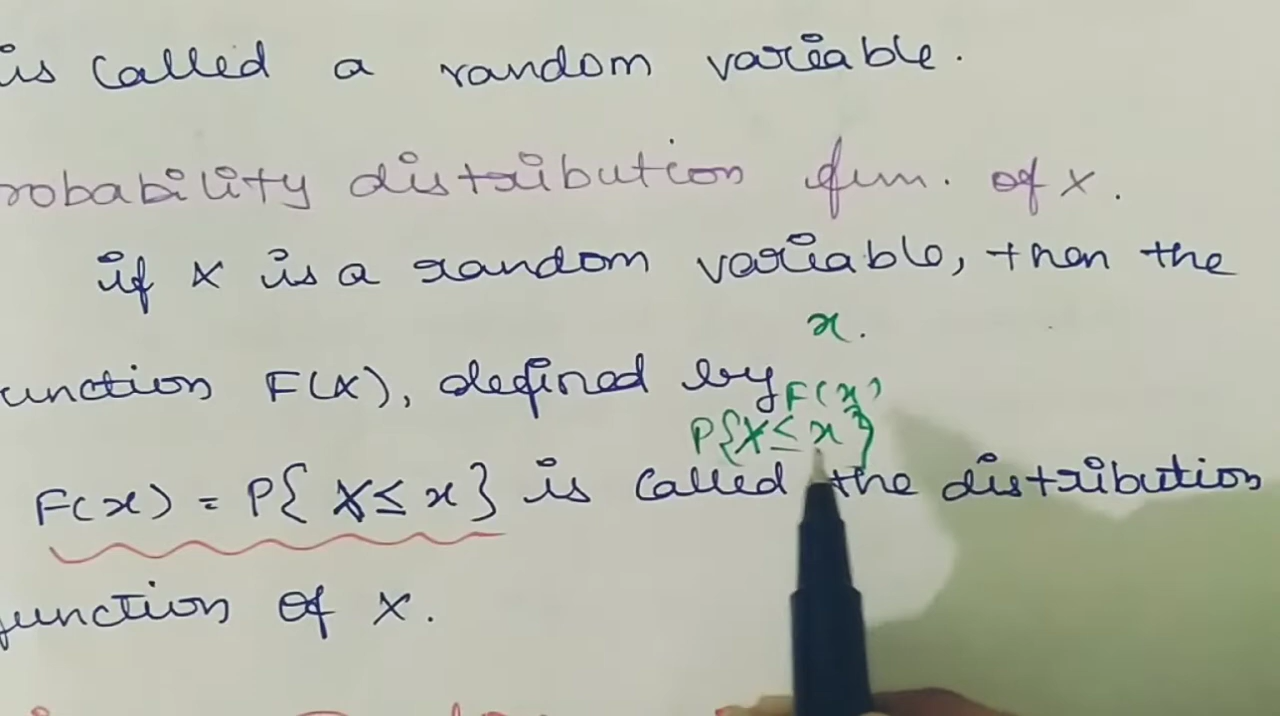 is called a random variable.
robability distribution fun. of X.
if X is a random variable, then the
x.
unction F(X), defined by
F(x)
P{X≤x}
F(x) = P{X≤x} is called the distribution
function of X.